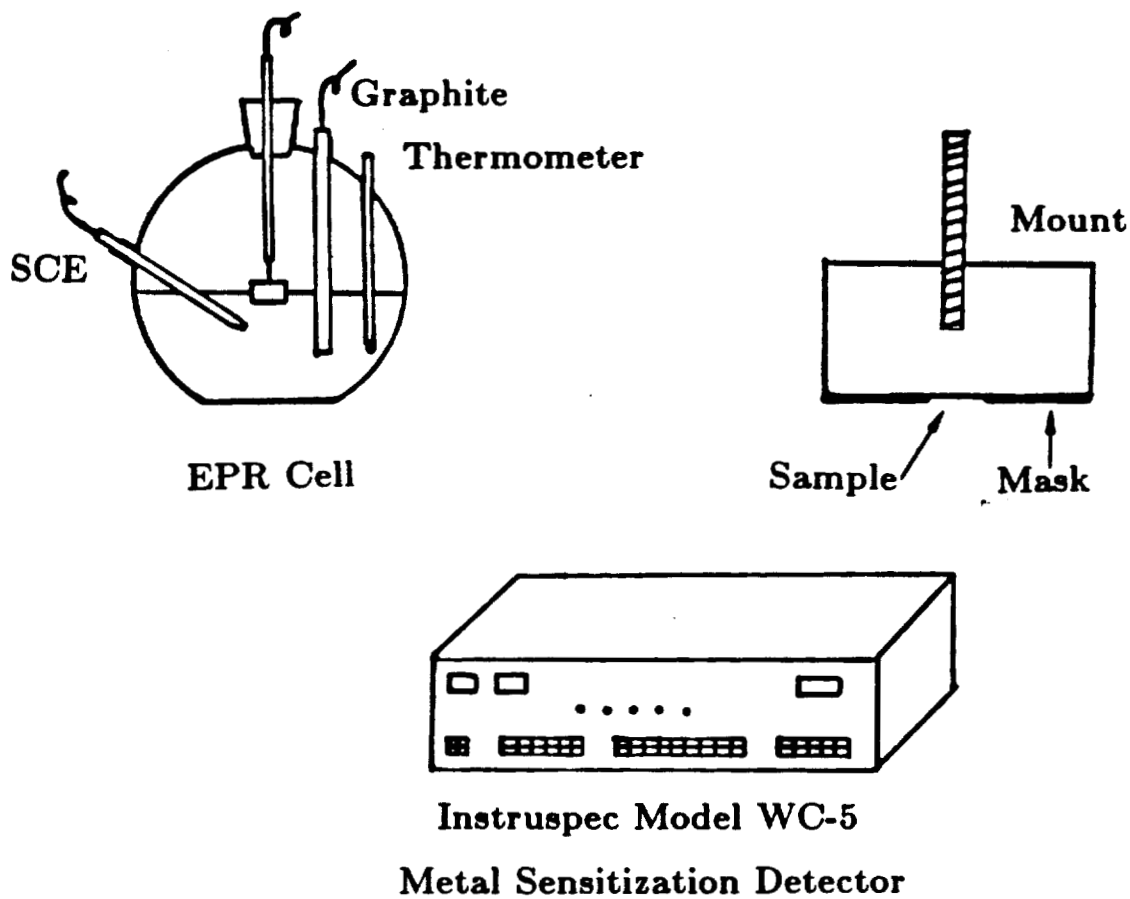 Graphite
Thermometer
SCE
EPR Cell
Mount
Sample
Mask
Instruspec Model WC-5
Metal Sensitization Detector